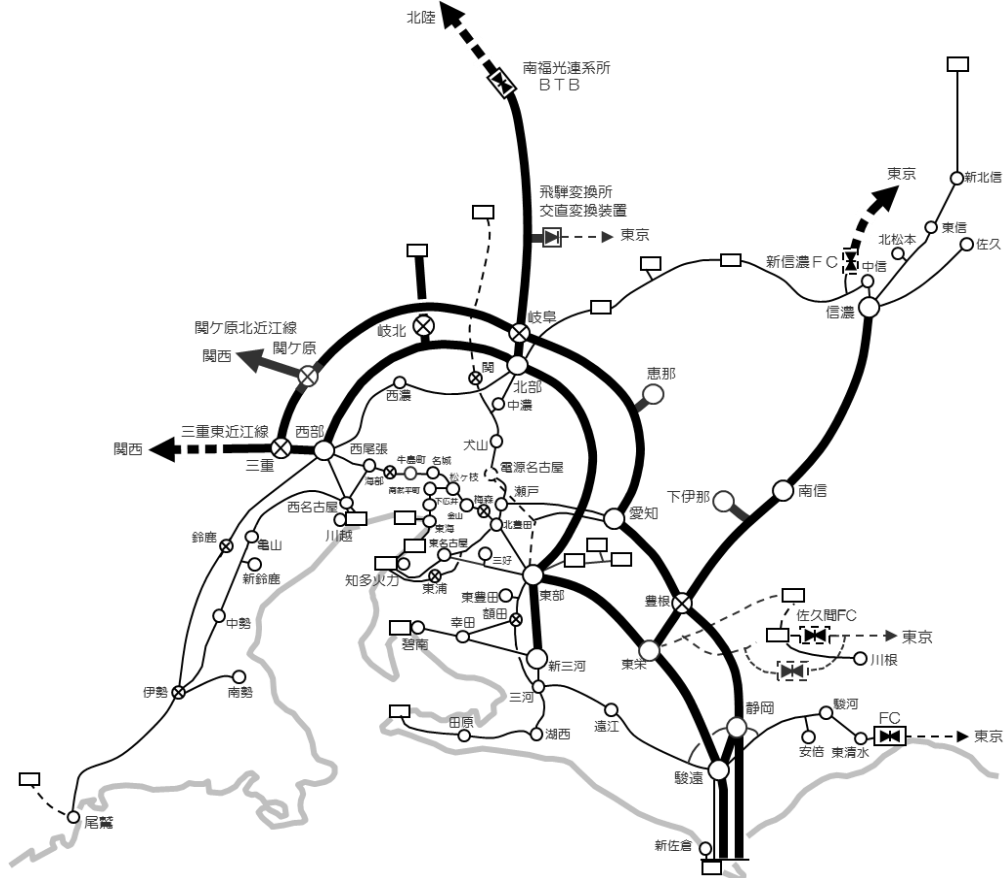 北陸
南福光連系所
ＢＴＢ
飛騨変換所
交直変換装置
東京
東京
新北信
東信
佐久
北松本
新信濃ＦＣ
中信
信濃
関ケ原北近江線
関西
関ケ原
岐北
岐阜
関
北部
中濃
西濃
恵那
三重東近江線
関西
三重
西部
犬山
西尾張
海部
牛島町
名城
松ヶ枝
電源名古屋
南武平町
下広井
金山
梅森
瀬戸
愛知
下伊那
南信
西名古屋
川越
東海
北豊田
鈴鹿
亀山
新鈴鹿
知多火力
東名古屋
三好
東浦
東部
豊根
中勢
東豊田
額田
幸田
碧南
佐久間FC
東京
川根
東栄
新三河
伊勢
南勢
三河
遠江
静岡
駿河
FC
東京
田原
湖西
安倍
東清水
駿遠
尾鷲
新佐倉